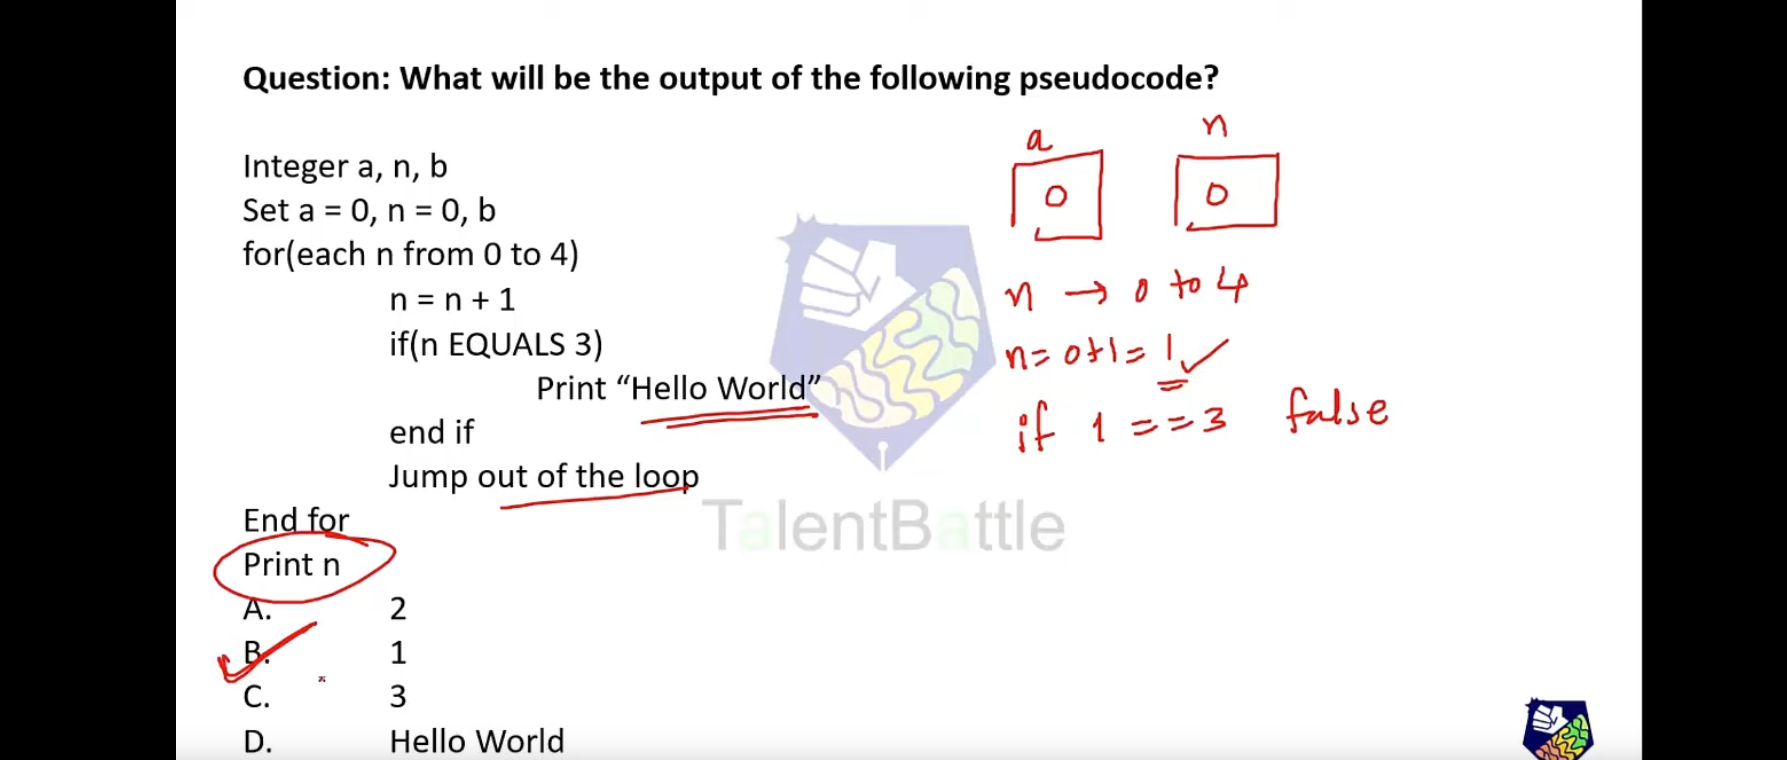 Question: What will be the output of the following pseudocode?
Integer a, n, b
Set a = 0, n = 0, b
for(each n from 0 to 4)
n = n + 1
if(n EQUALS 3)
Print “Hello World”
end if
Jump out of the loop
End for
Print n
A. 2
B. 1
C. 3
D. Hello World
a n
0 0
n → 0 to 4
n= 0+1= 1
if 1 ==3 false
TalentBattle